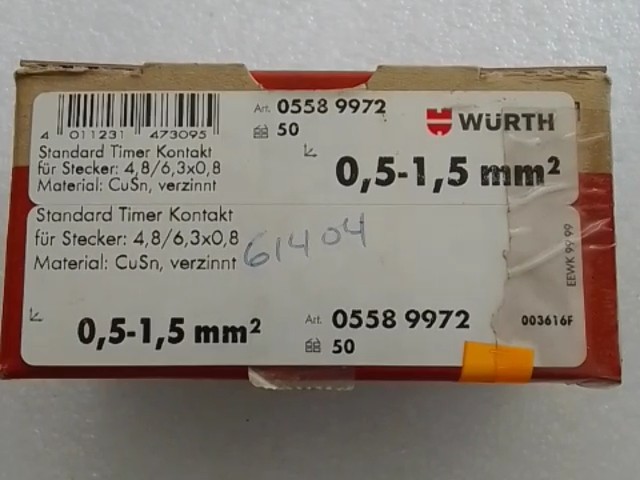 4 011231 473095
Art. 0558 9972
50
WÜRTH
Standard Timer Kontakt
für Stecker: 4,8/6,3x0,8
Material: CuSn, verzinnt
0,5-1,5 mm²
Standard Timer Kontakt
für Stecker: 4,8/6,3x0,8
Material: CuSn, verzinnt
61404
0,5-1,5 mm²
Art. 0558 9972
50
EEWK 99 99
003616F